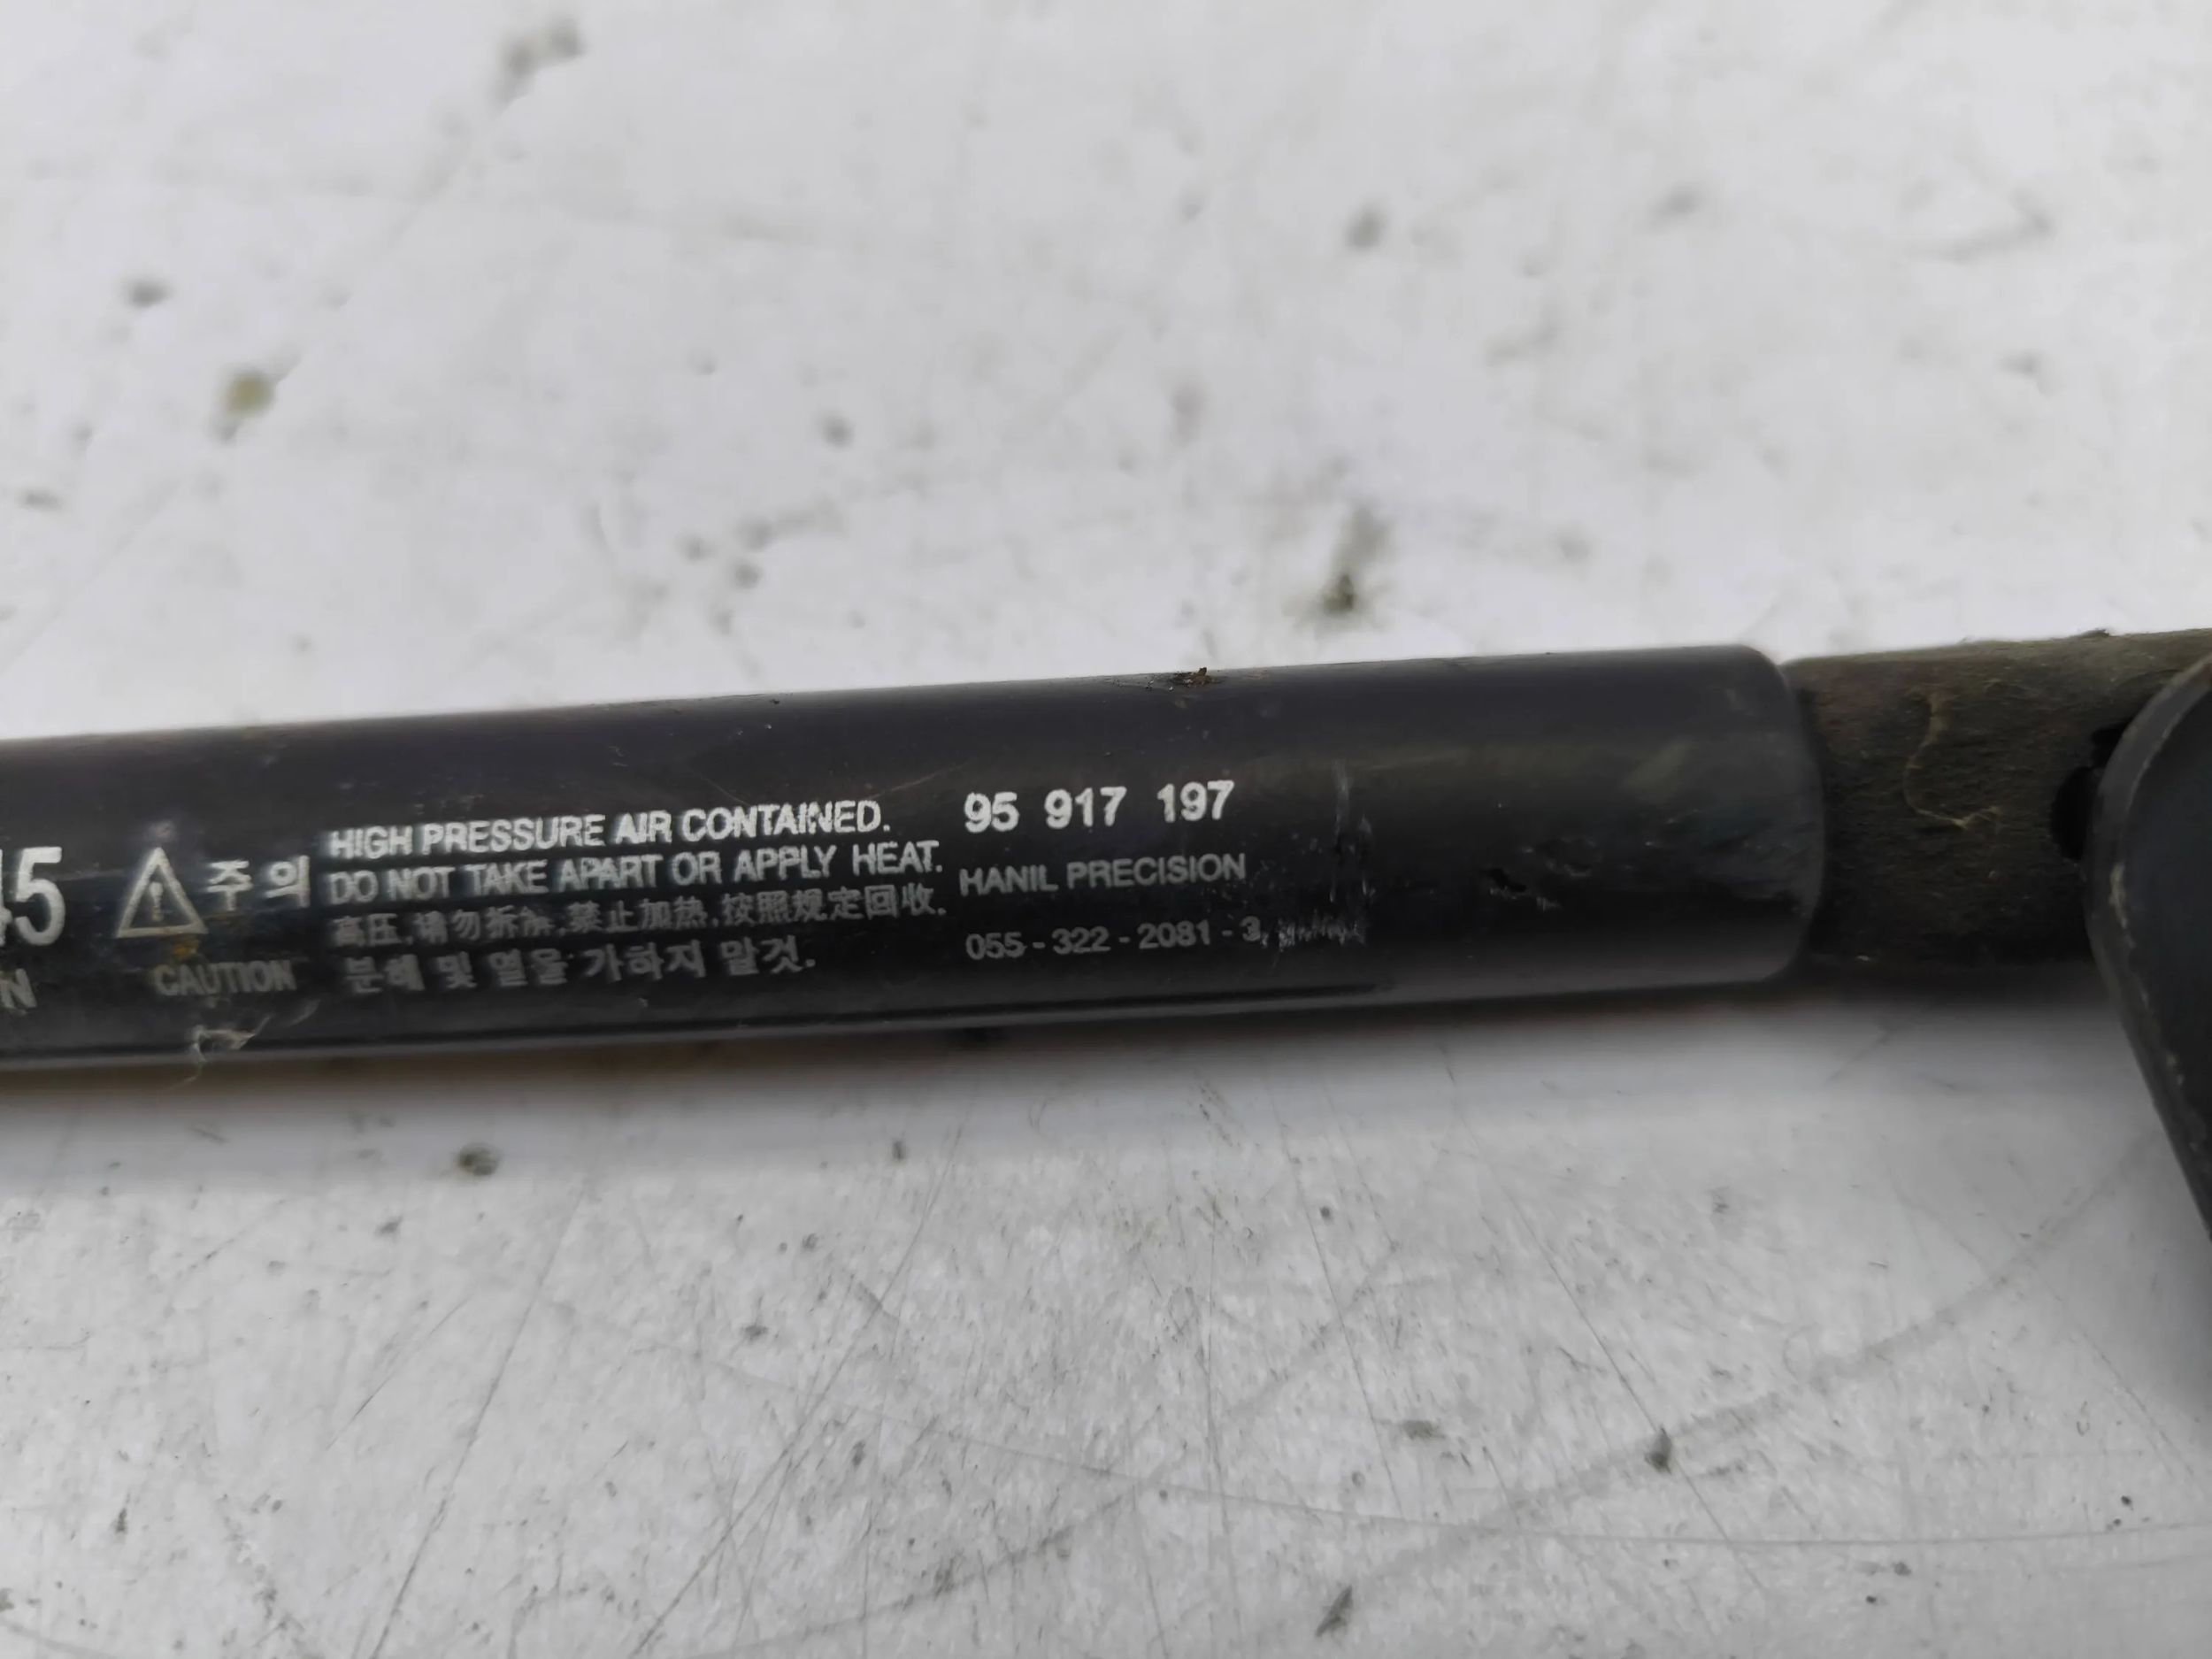 45
N
주의
CAUTION
HIGH PRESSURE AIR CONTAINED.
DO NOT TAKE APART OR APPLY HEAT.
高压,请勿拆解,禁止加热,按照规定回收.
분해 및 열을 가하지 말것.
95 917 197
HANIL PRECISION
055-322-2081-3